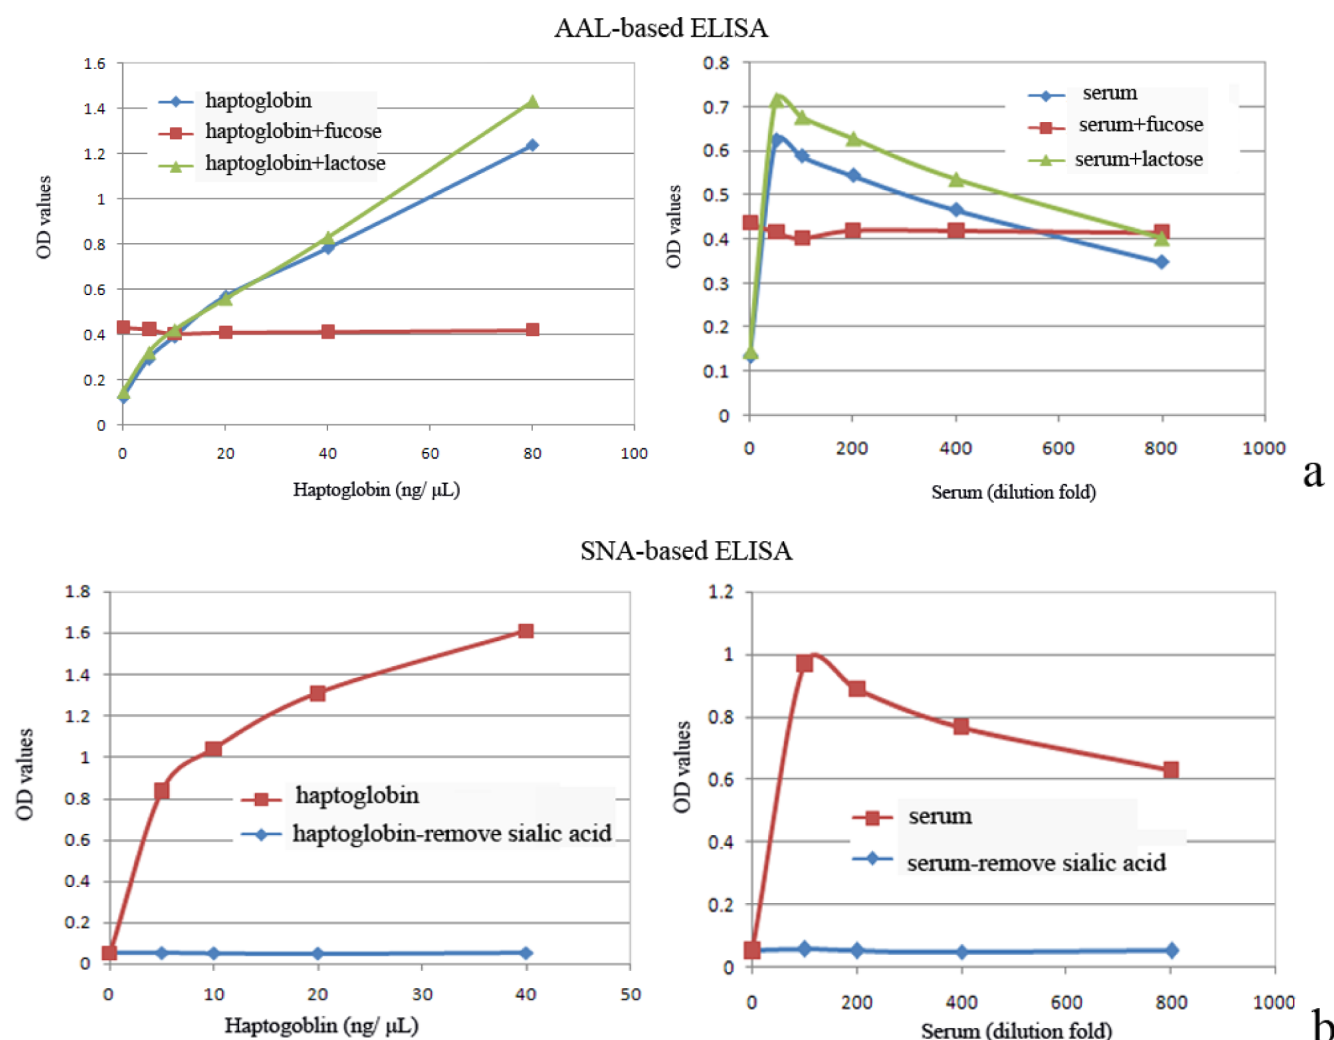 AAL-based ELISA
1.6
1.4
1.2
1
0.8
0.6
0.4
0.2
0
OD values
haptoglobin
haptoglobin+fucose
haptoglobin+lactose
0 20 40 60 80 100
Haptoglobin (ng/ μL)
0.8
0.7
0.6
0.5
0.4
0.3
0.2
0.1
0
OD values
serum
serum+fucose
serum+lactose
0 200 400 600 800 1000
Serum (dilution fold)
a
SNA-based ELISA
1.8
1.6
1.4
1.2
1
0.8
0.6
0.4
0.2
0
OD values
haptoglobin
haptoglobin-remove sialic acid
0 10 20 30 40 50
Haptogoblin (ng/ μL)
1.2
1
0.8
0.6
0.4
0.2
0
OD values
serum
serum-remove sialic acid
0 200 400 600 800 1000
Serum (dilution fold)
b